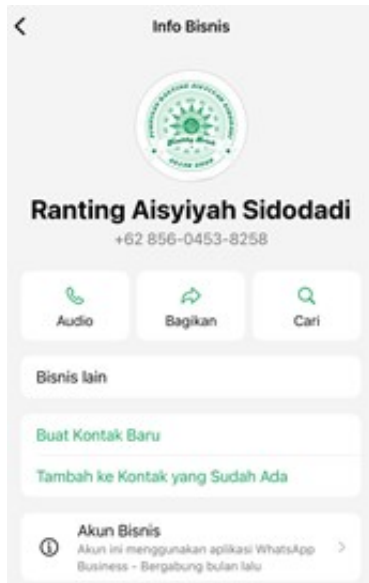 Info Bisnis
Ranting Aisyiyah Sidodadi
+62 856-0453-8258
Audio
Bagikan
Cari
Bisnis lain
Buat Kontak Baru
Tambah ke Kontak yang Sudah Ada
Akun Bisnis
Akun ini menggunakan aplikasi WhatsApp
Business - Bergabung bulan lalu